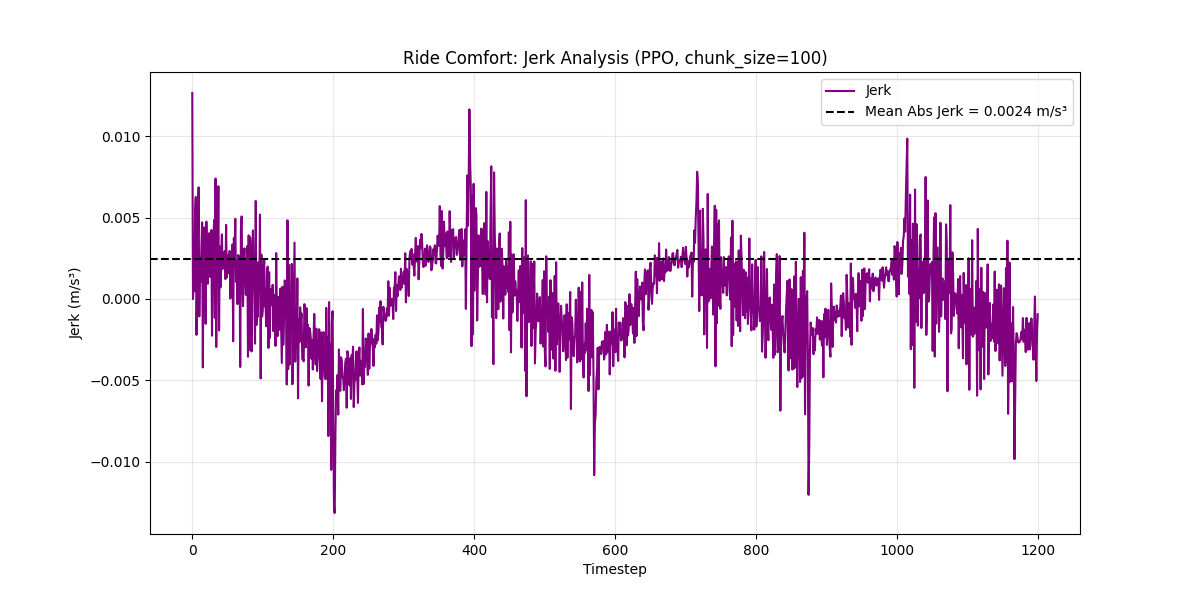 Ride Comfort: Jerk Analysis (PPO, chunk_size=100)
Jerk
Mean Abs Jerk = 0.0024 m/s³
Jerk (m/s³)
0.010
0.005
0.000
−0.005
−0.010
0 200 400 600 800 1000 1200
Timestep